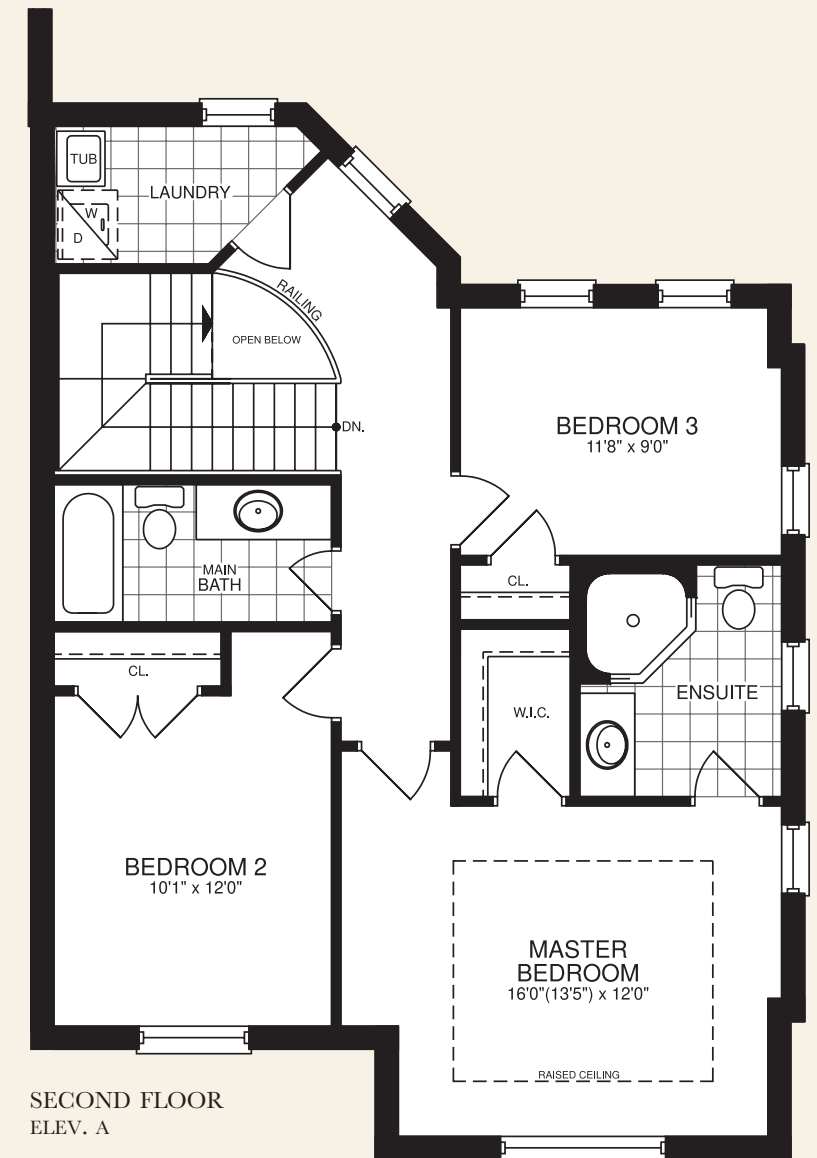 TUB
LAUNDRY
W
D
RAILING
OPEN BELOW
DN.
BEDROOM 3
11'8" x 9'0"
MAIN
BATH
CL.
CL.
W.I.C.
ENSUITE
BEDROOM 2
10'1" x 12'0"
MASTER
BEDROOM
16'0"(13'5") x 12'0"
RAISED CEILING
SECOND FLOOR
ELEV. A